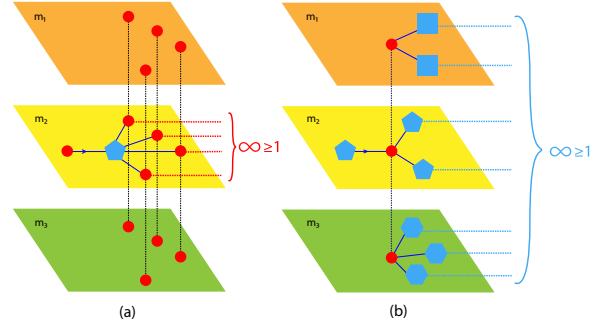 m₁
m₂
∞ ≥ 1
m₃
(a)
m₁
m₂
∞ ≥ 1
m₃
(b)